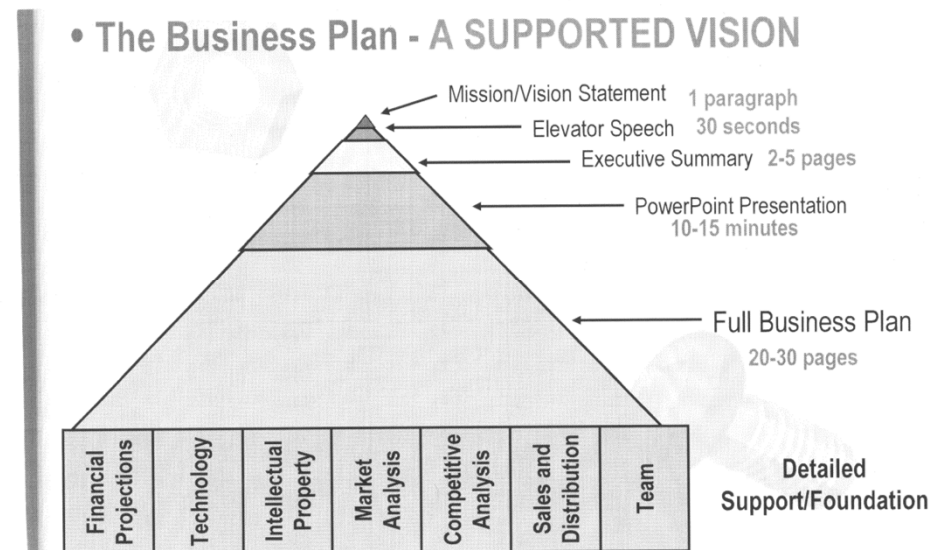 • The Business Plan - A SUPPORTED VISION
Mission/Vision Statement 1 paragraph
Elevator Speech 30 seconds
Executive Summary 2-5 pages
PowerPoint Presentation
10-15 minutes
Full Business Plan
20-30 pages
Financial
Projections
Technology
Intellectual
Property
Market
Analysis
Competitive
Analysis
Sales and
Distribution
Team
Detailed
Support/Foundation